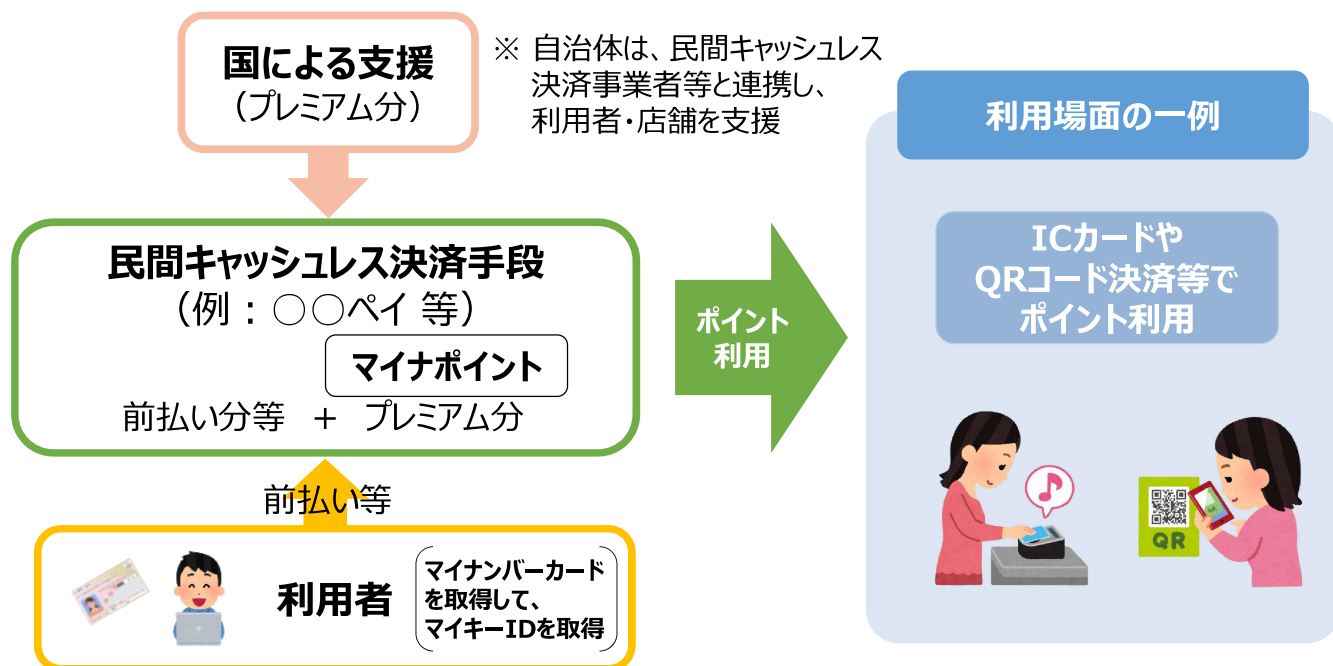 国による支援
（プレミアム分）
※ 自治体は、民間キャッシュレス
決済事業者等と連携し、
利用者・店舗を支援
民間キャッシュレス決済手段
（例：○○ペイ 等）
マイナポイント
前払い分等 ＋ プレミアム分
前払い等
利用者
マイナンバーカード
を取得して、
マイキーIDを取得
ポイント
利用
利用場面の一例
ICカードや
QRコード決済等で
ポイント利用
QR